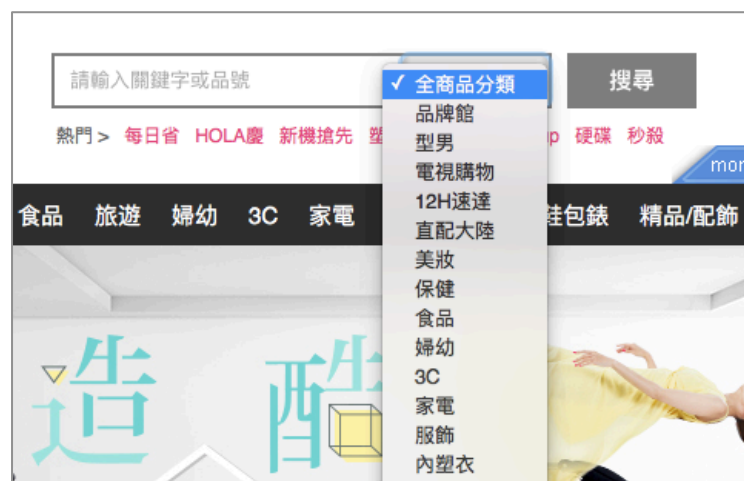 請輸入關鍵字或品號
搜尋
熱門 > 每日省 HOLA慶 新機搶先 硬碟 秒殺
食品 旅遊 婦幼 3C 家電 鞋包錶 精品/配飾
✓ 全商品分類
品牌館
型男
電視購物
12H速達
直配大陸
美妝
保健
食品
婦幼
3C
家電
服飾
內塑衣
造 酷